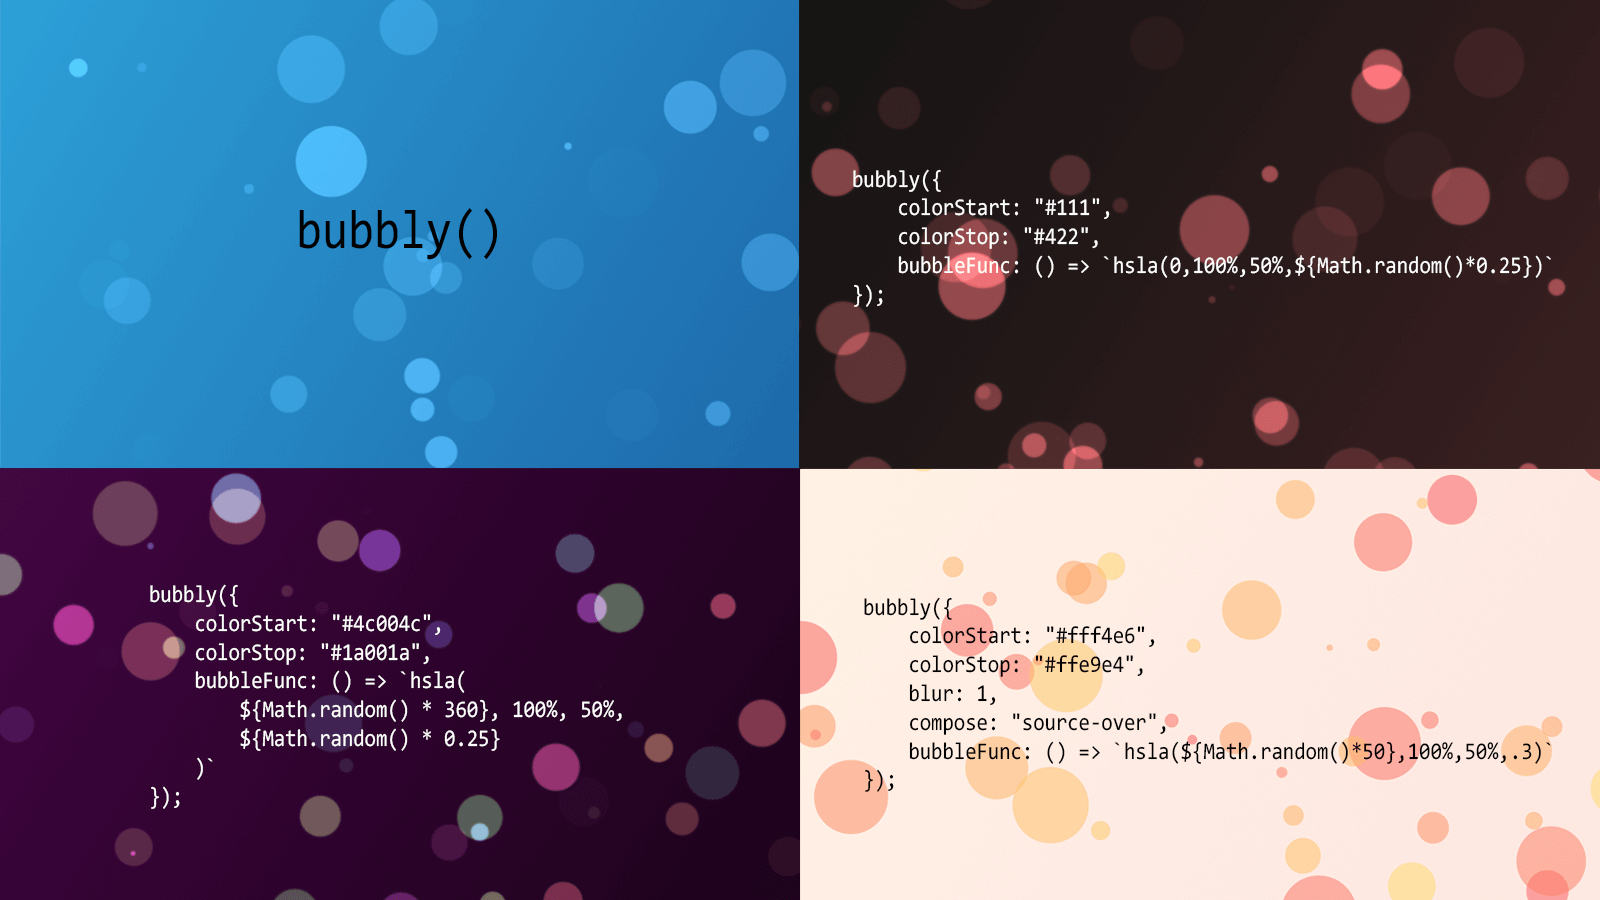 bubbly()
bubbly({
    colorStart: "#111",
    colorStop: "#422",
    bubbleFunc: () => `hsla(0,100%,50%,${Math.random()*0.25})`
});
bubbly({
    colorStart: "#4c004c",
    colorStop: "#1a001a",
    bubbleFunc: () => `hsla(
        ${Math.random() * 360}, 100%, 50%,
        ${Math.random() * 0.25}
    )`
});
bubbly({
    colorStart: "#fff4e6",
    colorStop: "#ffe9e4",
    blur: 1,
    compose: "source-over",
    bubbleFunc: () => `hsla(${Math.random()*50},100%,50%,.3)`
});